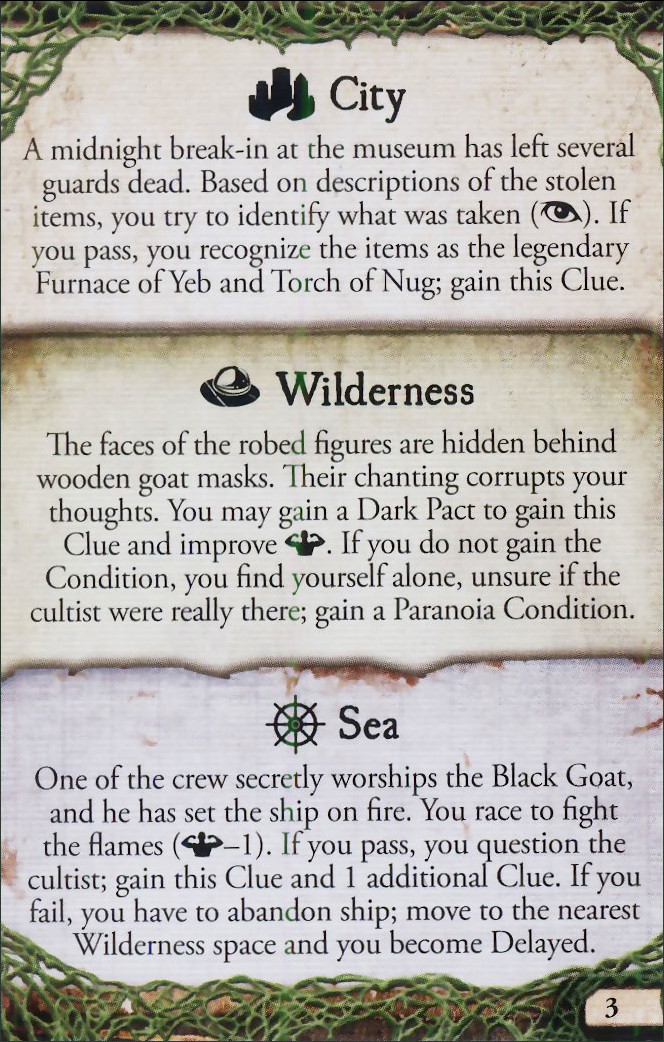 City
A midnight break-in at the museum has left several
guards dead. Based on descriptions of the stolen
items, you try to identify what was taken ( ). If
you pass, you recognize the items as the legendary
Furnace of Yeb and Torch of Nug; gain this Clue.
Wilderness
The faces of the robed figures are hidden behind
wooden goat masks. Their chanting corrupts your
thoughts. You may gain a Dark Pact to gain this
Clue and improve . If you do not gain the
Condition, you find yourself alone, unsure if the
cultist were really there; gain a Paranoia Condition.
Sea
One of the crew secretly worships the Black Goat,
and he has set the ship on fire. You race to fight
the flames ( –1). If you pass, you question the
cultist; gain this Clue and 1 additional Clue. If you
fail, you have to abandon ship; move to the nearest
Wilderness space and you become Delayed.
3